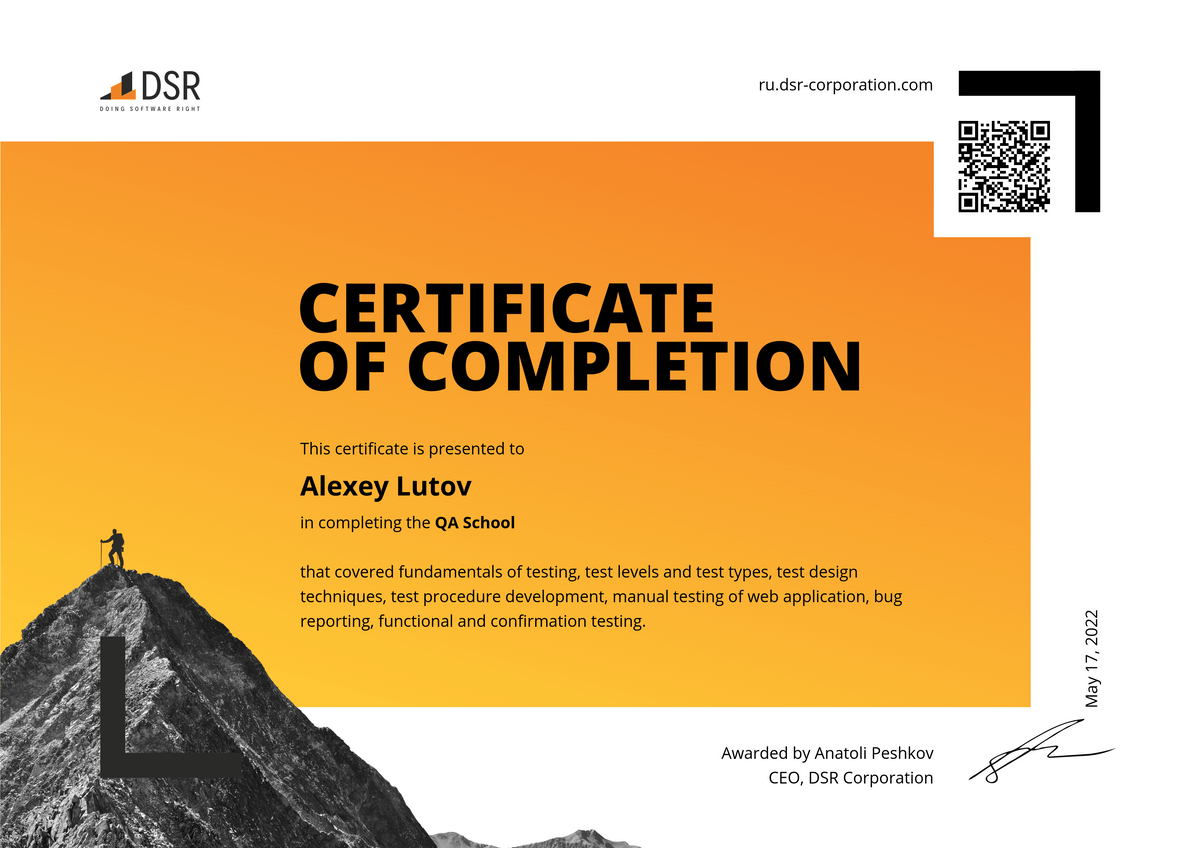 DSR
DOING SOFTWARE RIGHT
ru.dsr-corporation.com
CERTIFICATE
OF COMPLETION
This certificate is presented to
Alexey Lutov
in completing the QA School
that covered fundamentals of testing, test levels and test types, test design
techniques, test procedure development, manual testing of web application, bug
reporting, functional and confirmation testing.
May 17, 2022
Awarded by Anatoli Peshkov
CEO, DSR Corporation